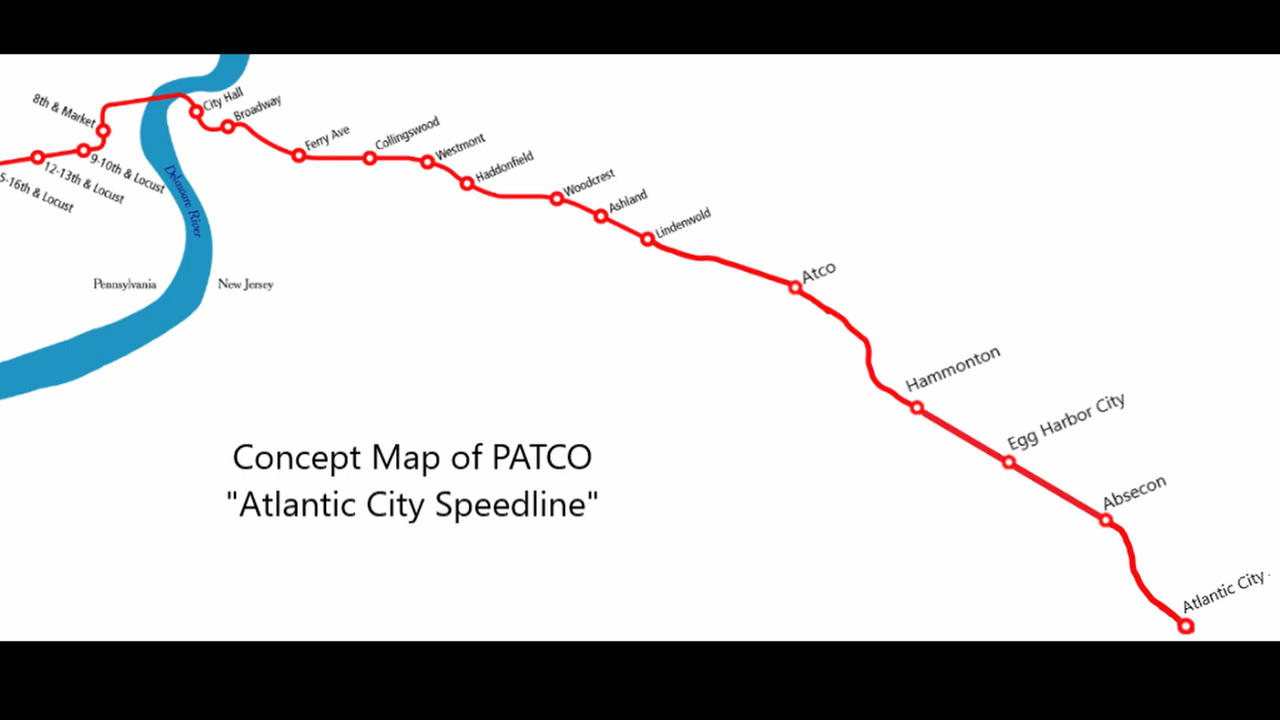 8th & Market
City Hall
Broadway
Ferry Ave
Collingswood
Westmont
Haddonfield
Woodcrest
Ashland
Lindenwold
9-10th & Locust
12-13th & Locust
5-16th & Locust
Delaware River
Pennsylvania
New Jersey
Atco
Hammonton
Egg Harbor City
Absecon
Atlantic City
Concept Map of PATCO
"Atlantic City Speedline"